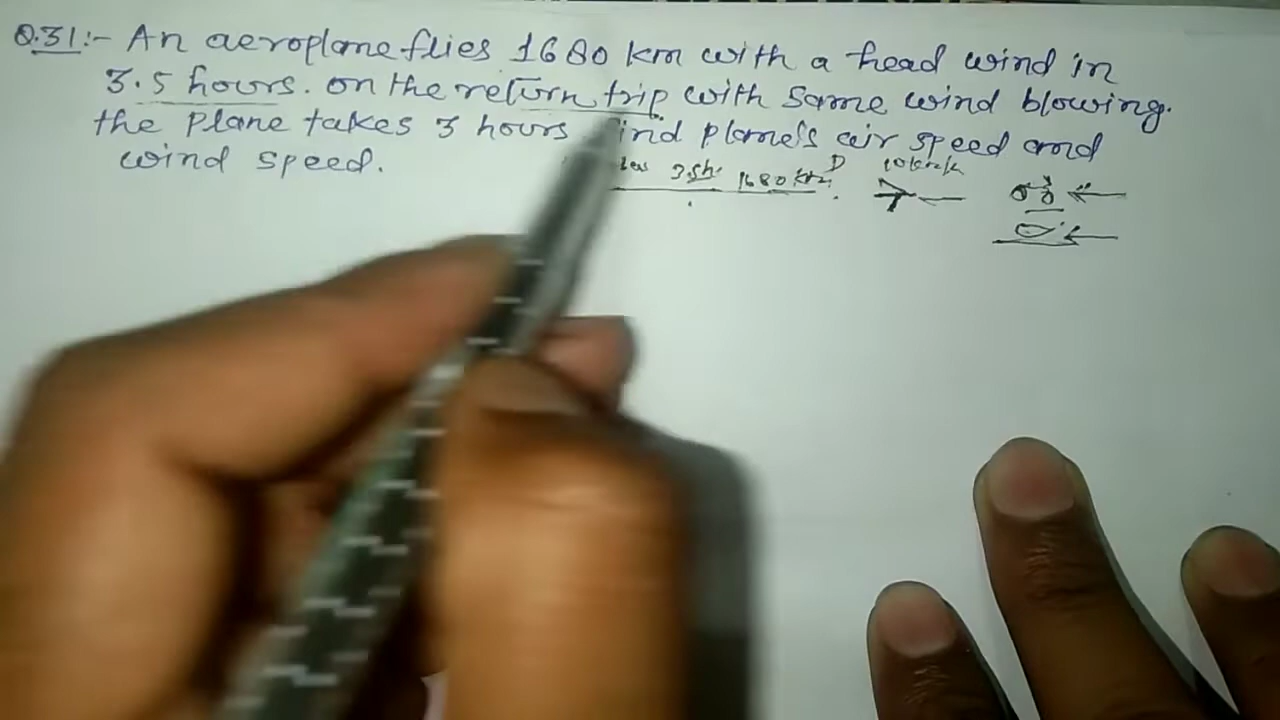 Q.31:- An aeroplane flies 1680 km with a head wind in
3.5 hours. on the return trip with same wind blowing.
the plane takes 3 hours plane's air speed and
wind speed.
3.5h. 1680 km. D